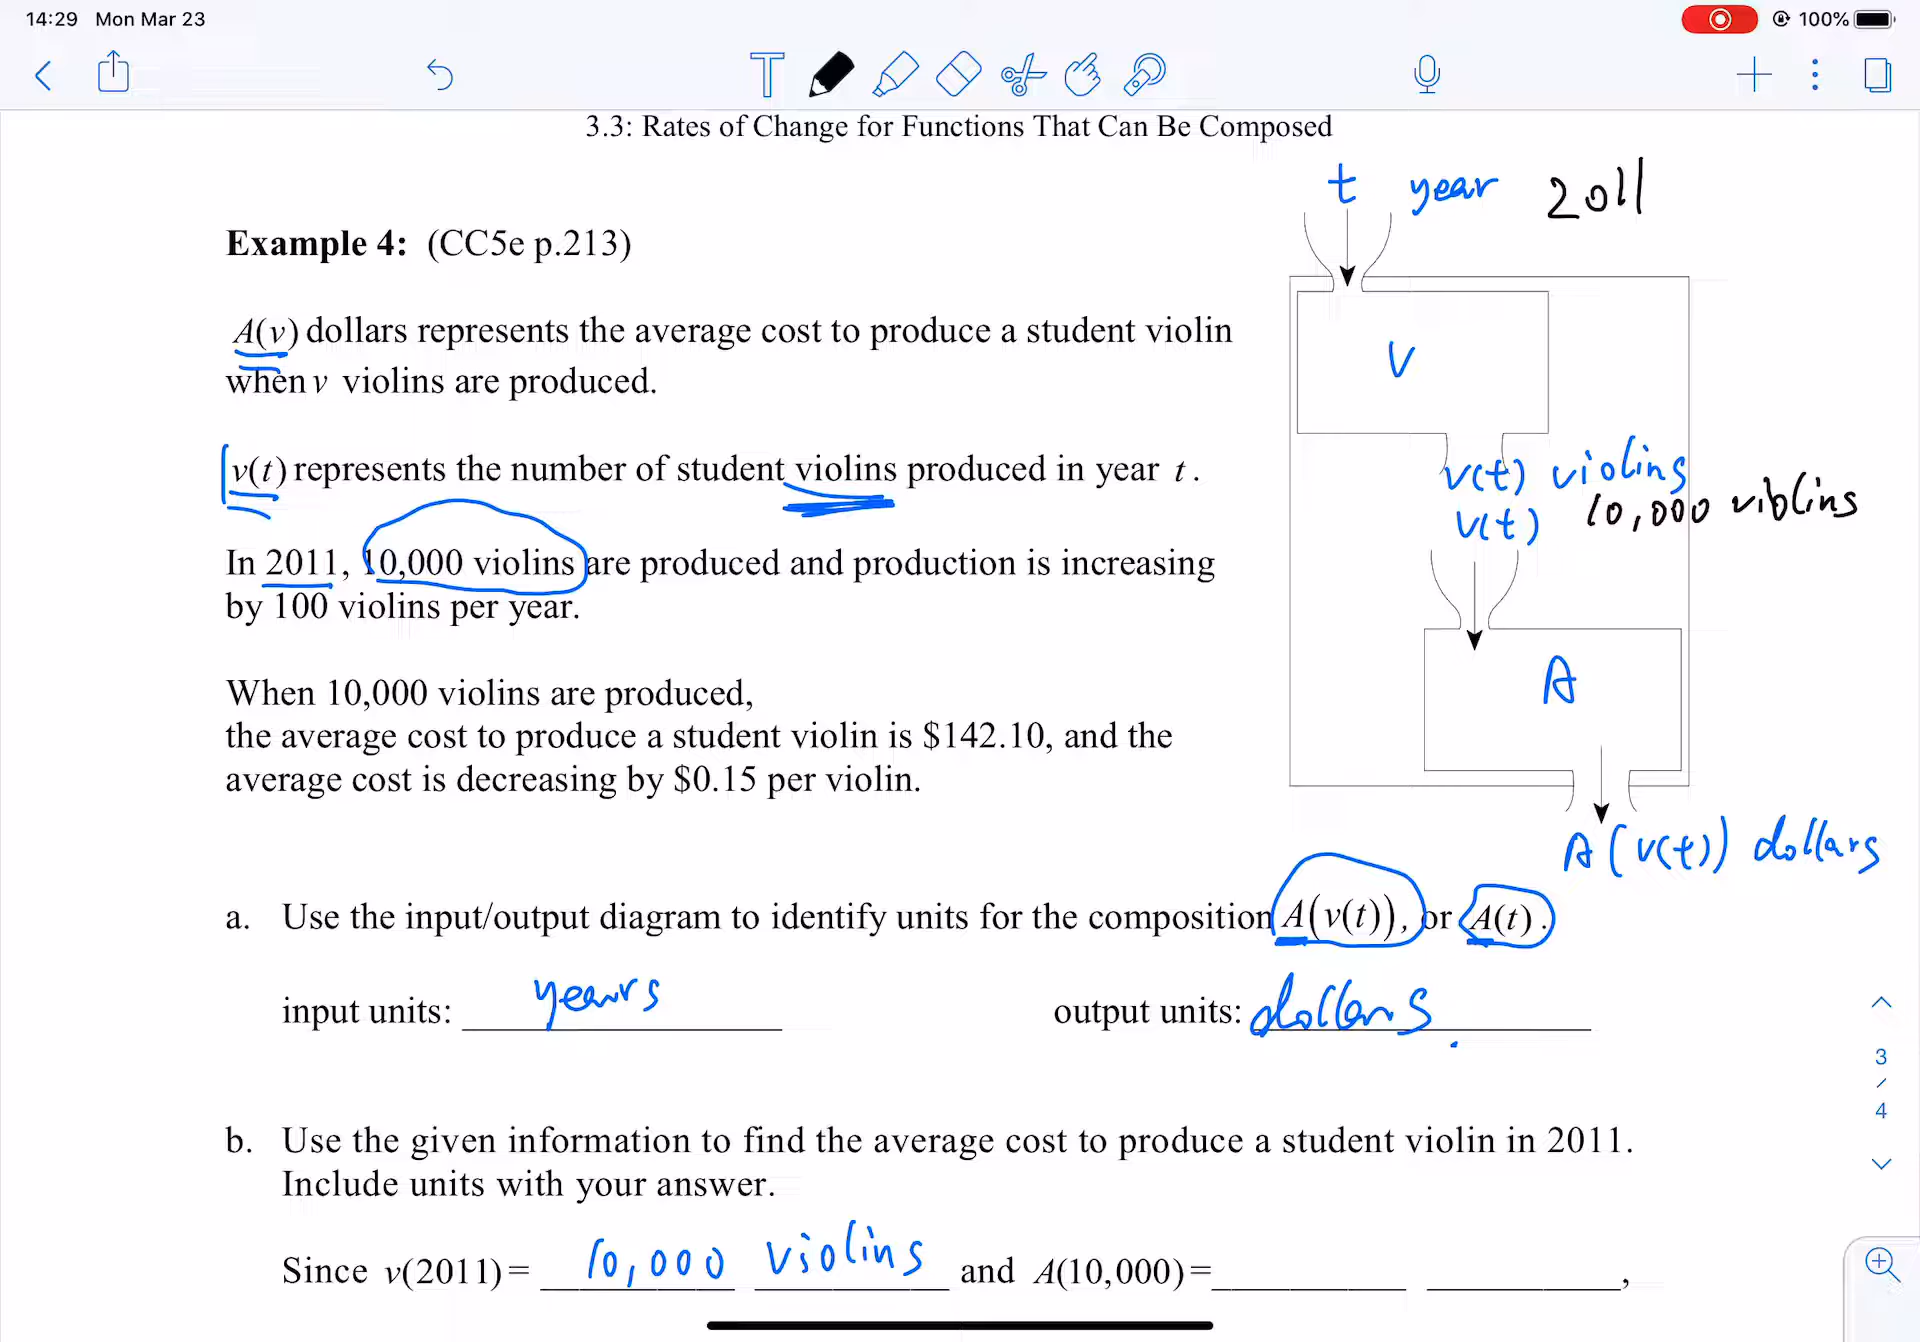 14:29 Mon Mar 23
100%
3.3: Rates of Change for Functions That Can Be Composed
t year 2011
Example 4: (CC5e p.213)
A(v) dollars represents the average cost to produce a student violin
when v violins are produced.
V
v(t) represents the number of student violins produced in year t.
v(t) violins
v(t) 10,000 violins
In 2011, 10,000 violins are produced and production is increasing
by 100 violins per year.
A
When 10,000 violins are produced,
the average cost to produce a student violin is $142.10, and the
average cost is decreasing by $0.15 per violin.
A(v(t)) dollars
a. Use the input/output diagram to identify units for the composition A(v(t)), or A(t).
input units: years output units: dollars
b. Use the given information to find the average cost to produce a student violin in 2011.
Include units with your answer.
Since v(2011) = 10,000 violins and A(10,000) = ,
3
/
4